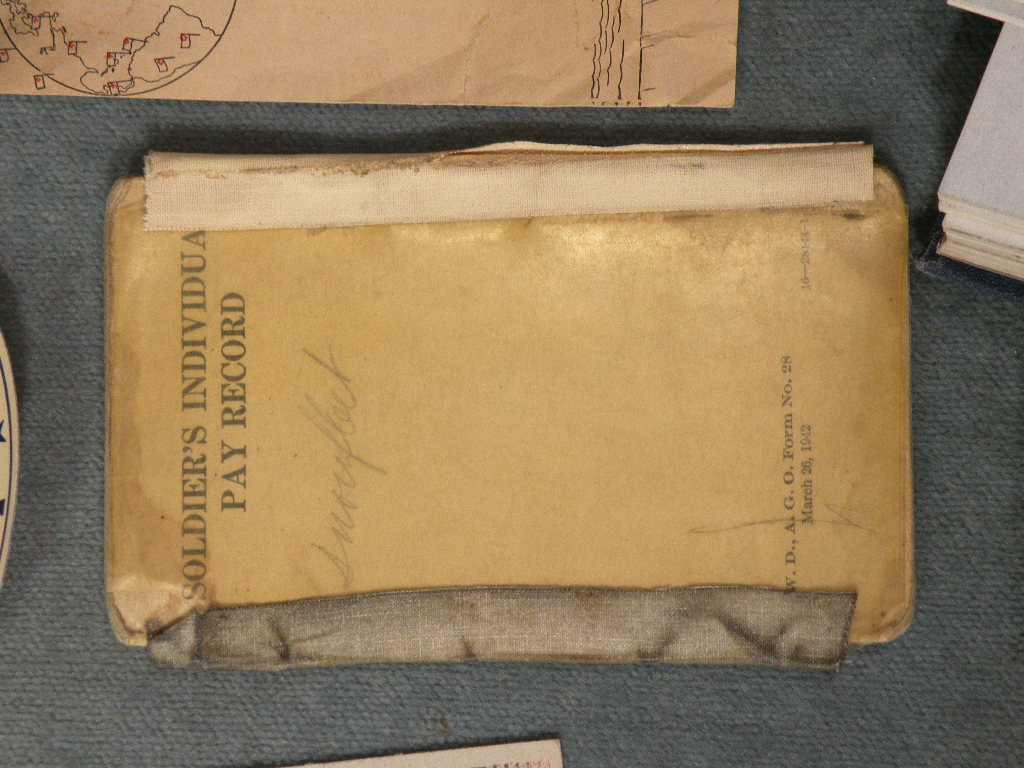 SOLDIER'S INDIVIDUA
PAY RECORD
W. D., A. G. O. Form No. 28
March 26, 1942